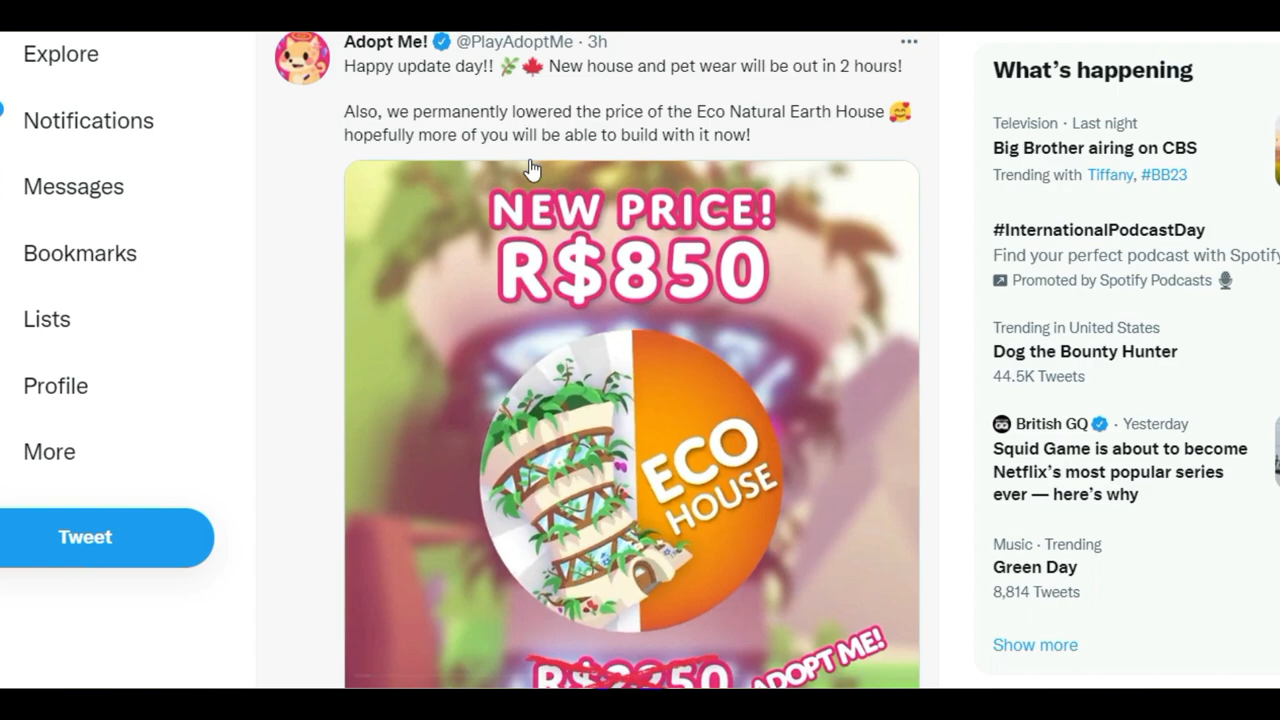 Explore
Notifications
Messages
Bookmarks
Lists
Profile
More
Tweet
Adopt Me! @PlayAdoptMe · 3h
Happy update day!! 🌿🍁 New house and pet wear will be out in 2 hours!
Also, we permanently lowered the price of the Eco Natural Earth House 🥰
hopefully more of you will be able to build with it now!
NEW PRICE!
R$850
ECO
HOUSE
ADOPT ME!
What's happening
Television · Last night
Big Brother airing on CBS
Trending with Tiffany, #BB23
#InternationalPodcastDay
Find your perfect podcast with Spotify
Promoted by Spotify Podcasts 🎙
Trending in United States
Dog the Bounty Hunter
44.5K Tweets
British GQ · Yesterday
Squid Game is about to become
Netflix's most popular series
ever — here's why
Music · Trending
Green Day
8,814 Tweets
Show more